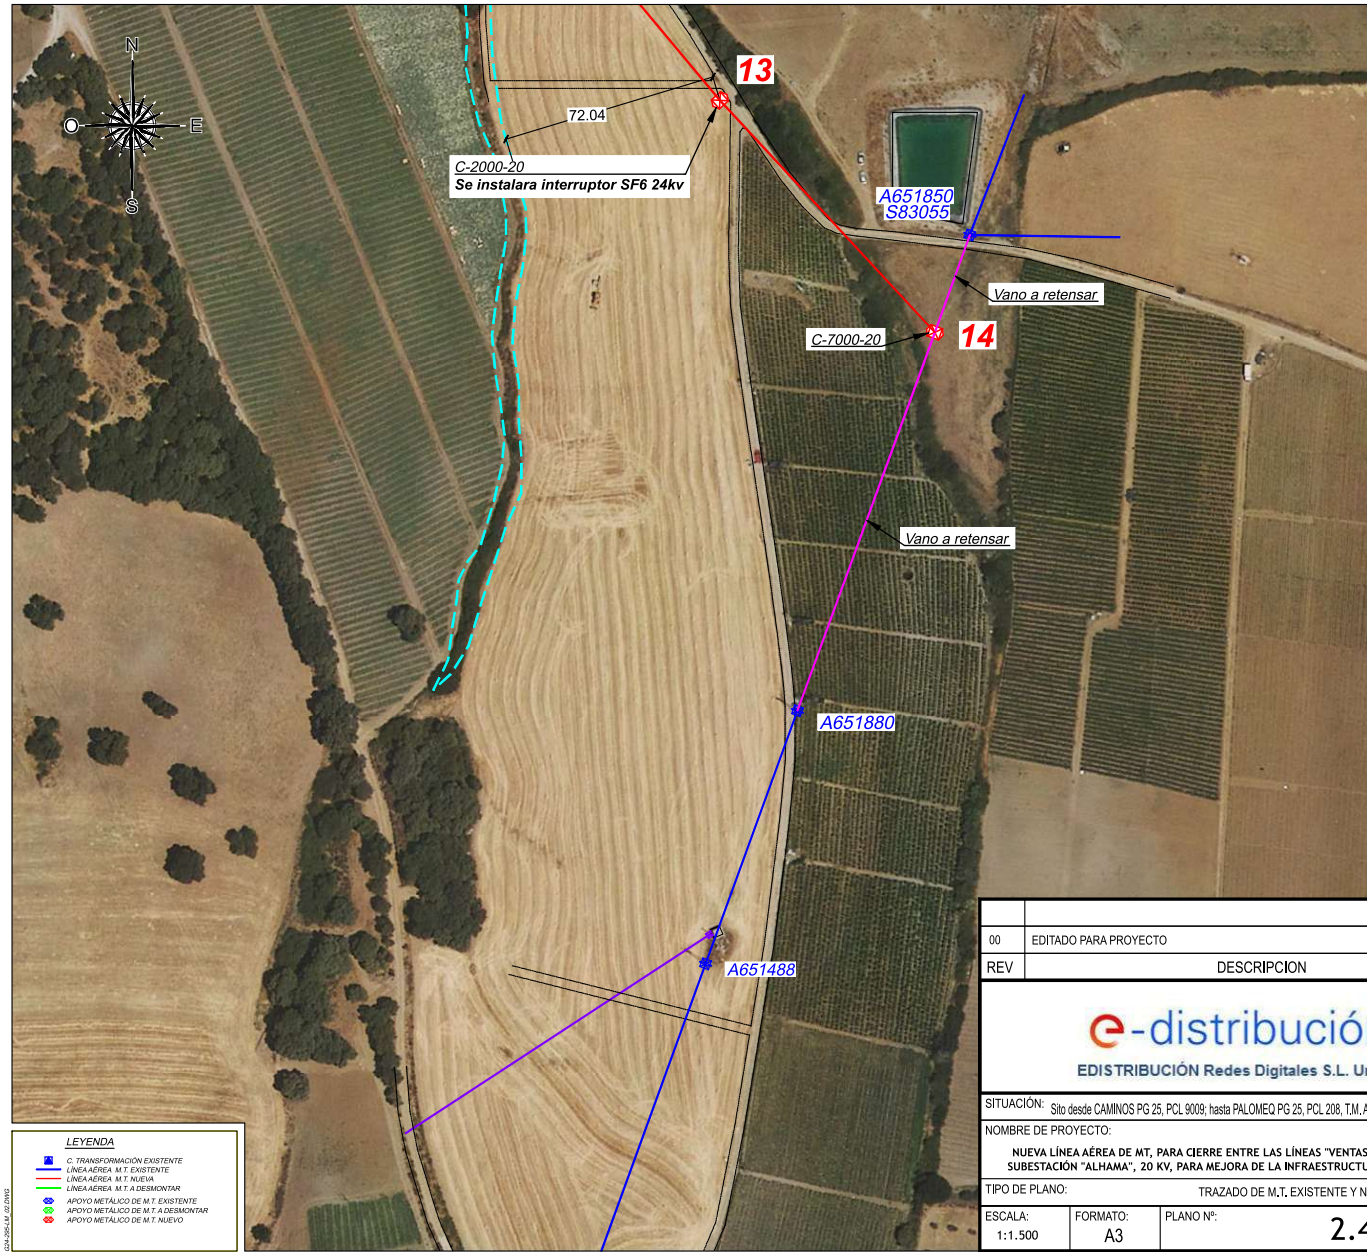 N
O
E
S
13
72.04
C-2000-20
Se instalara interruptor SF6 24kv
A651850
S83055
Vano a retensar
C-7000-20
14
Vano a retensar
A651880
A651488
00 EDITADO PARA PROYECTO
REV DESCRIPCION
e-distribució
EDISTRIBUCIÓN Redes Digitales S.L. Un
SITUACIÓN: Sito desde CAMINOS PG 25, PCL 9009; hasta PALOMEQ PG 25, PCL 208, T.M. A
NOMBRE DE PROYECTO:
NUEVA LÍNEA AÉREA DE MT, PARA CIERRE ENTRE LAS LÍNEAS "VENTAS
SUBESTACIÓN "ALHAMA", 20 KV, PARA MEJORA DE LA INFRAESTRUCTU
TIPO DE PLANO: TRAZADO DE M.T. EXISTENTE Y N
ESCALA: FORMATO: PLANO Nº:
1:1.500 A3 2.4
LEYENDA
C. TRANSFORMACIÓN EXISTENTE
LÍNEA AÉREA M.T. EXISTENTE
LÍNEA AÉREA M.T. NUEVA
LÍNEA AÉREA M.T. A DESMONTAR
APOYO METÁLICO DE M.T. EXISTENTE
APOYO METÁLICO DE M.T. A DESMONTAR
APOYO METÁLICO DE M.T. NUEVO